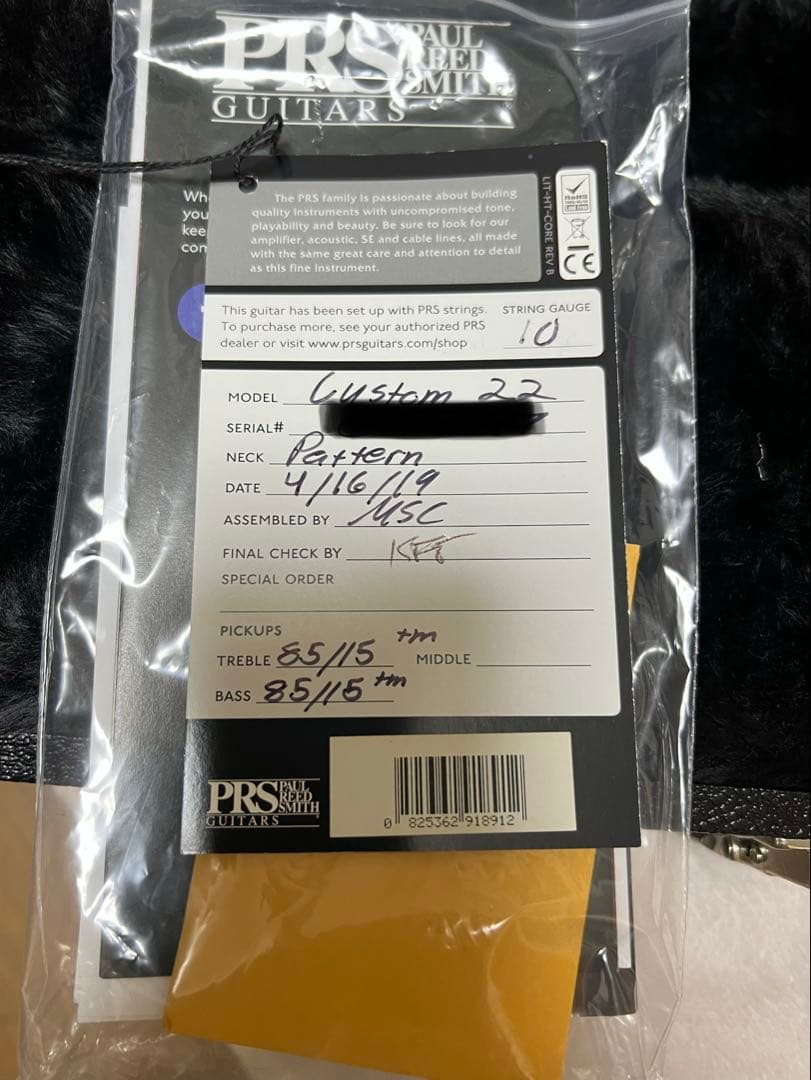 PRS PAUL REED SMITH
GUITARS
Wh
you
kee
com
The PRS family is passionate about building
quality instruments with uncompromised tone,
playability and beauty. Be sure to look for our
amplifier, acoustic, SE and cable lines, all made
with the same great care and attention to detail
as this fine instrument.
LIT-HT-CORE REV B
RoHS
CE
This guitar has been set up with PRS strings.
To purchase more, see your authorized PRS
dealer or visit www.prsguitars.com/shop
STRING GAUGE
10
MODEL Custom 22
SERIAL#
NECK Pattern
DATE 4/16/19
ASSEMBLED BY MSC
FINAL CHECK BY
SPECIAL ORDER
PICKUPS
TREBLE 85/15 tm MIDDLE
BASS 85/15 tm
PRS PAUL REED SMITH
GUITARS
0 825362 918912